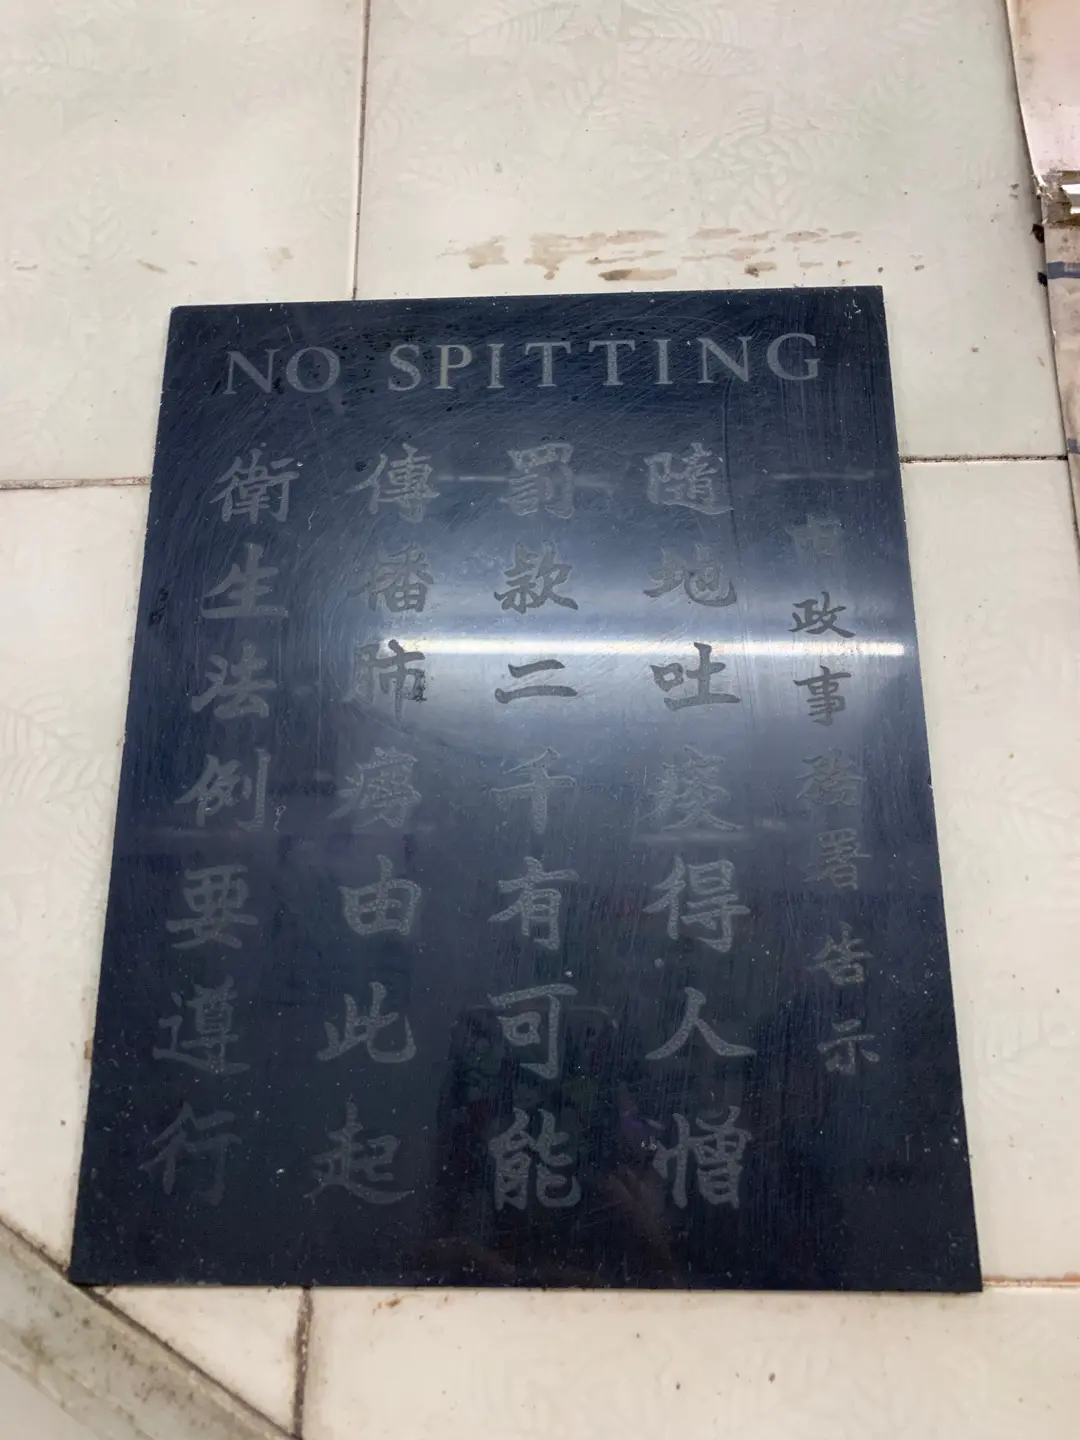 NO SPITTING
市政事務署告示
隨地吐痰得人憎
罰款二千有可能
傳播肺癆由此起
衛生法例要遵行